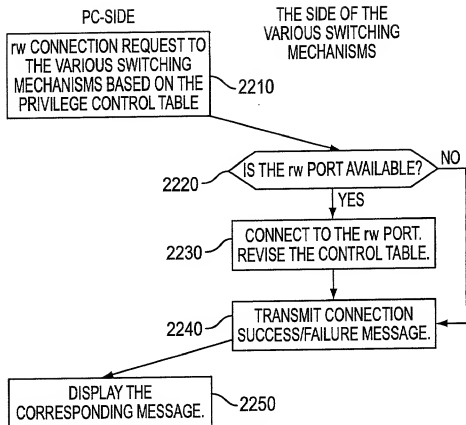 PC-SIDE
THE SIDE OF THE
VARIOUS SWITCHING
MECHANISMS
rw CONNECTION REQUEST TO
THE VARIOUS SWITCHING
MECHANISMS BASED ON THE
PRIVILEGE CONTROL TABLE
2210
IS THE rw PORT AVAILABLE?
NO
2220
YES
CONNECT TO THE rw PORT.
REVISE THE CONTROL TABLE.
2230
TRANSMIT CONNECTION
SUCCESS/FAILURE MESSAGE.
2240
DISPLAY THE
CORRESPONDING MESSAGE.
2250